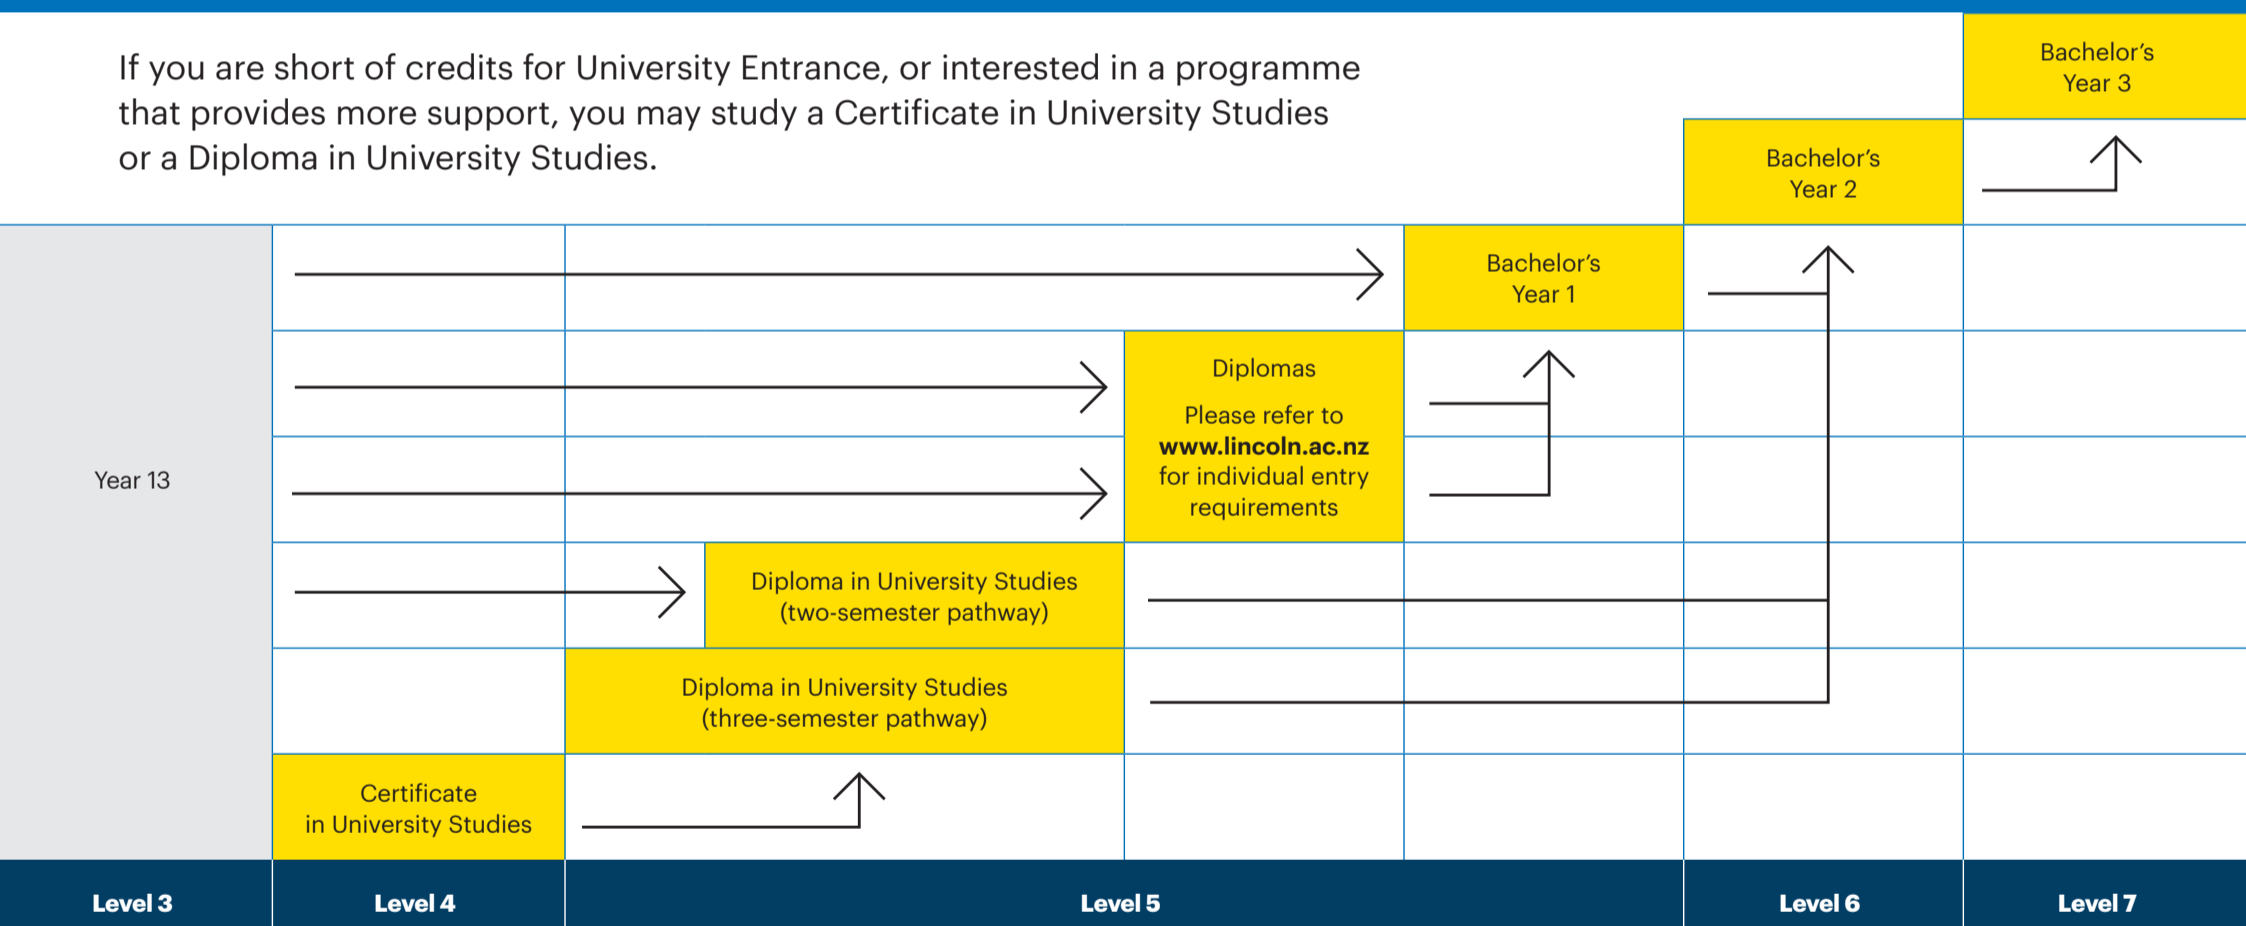 If you are short of credits for University Entrance, or interested in a programme
that provides more support, you may study a Certificate in University Studies
or a Diploma in University Studies.
Bachelor’s
Year 3
Bachelor’s
Year 2
Bachelor’s
Year 1
Diplomas
Please refer to
www.lincoln.ac.nz
for individual entry
requirements
Year 13
Diploma in University Studies
(two-semester pathway)
Diploma in University Studies
(three-semester pathway)
Certificate
in University Studies
Level 3
Level 4
Level 5
Level 6
Level 7